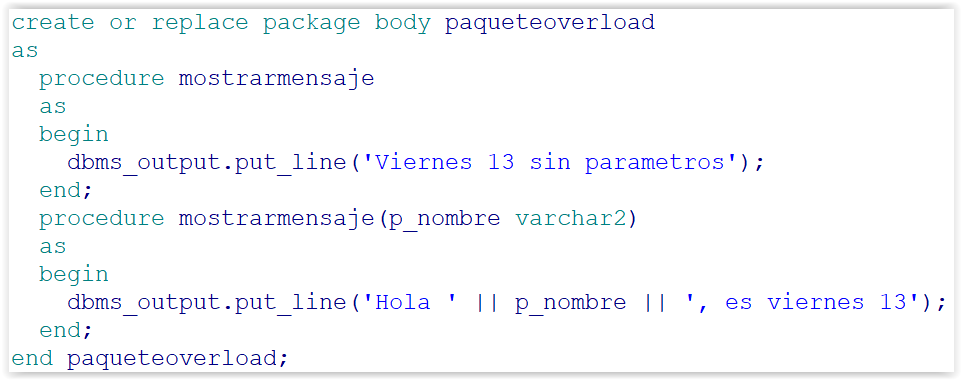 create or replace package body paqueteoverload
as
  procedure mostrarmensaje
  as
  begin
    dbms_output.put_line('Viernes 13 sin parametros');
  end;
  procedure mostrarmensaje(p_nombre varchar2)
  as
  begin
    dbms_output.put_line('Hola ' || p_nombre || ', es viernes 13');
  end;
end paqueteoverload;